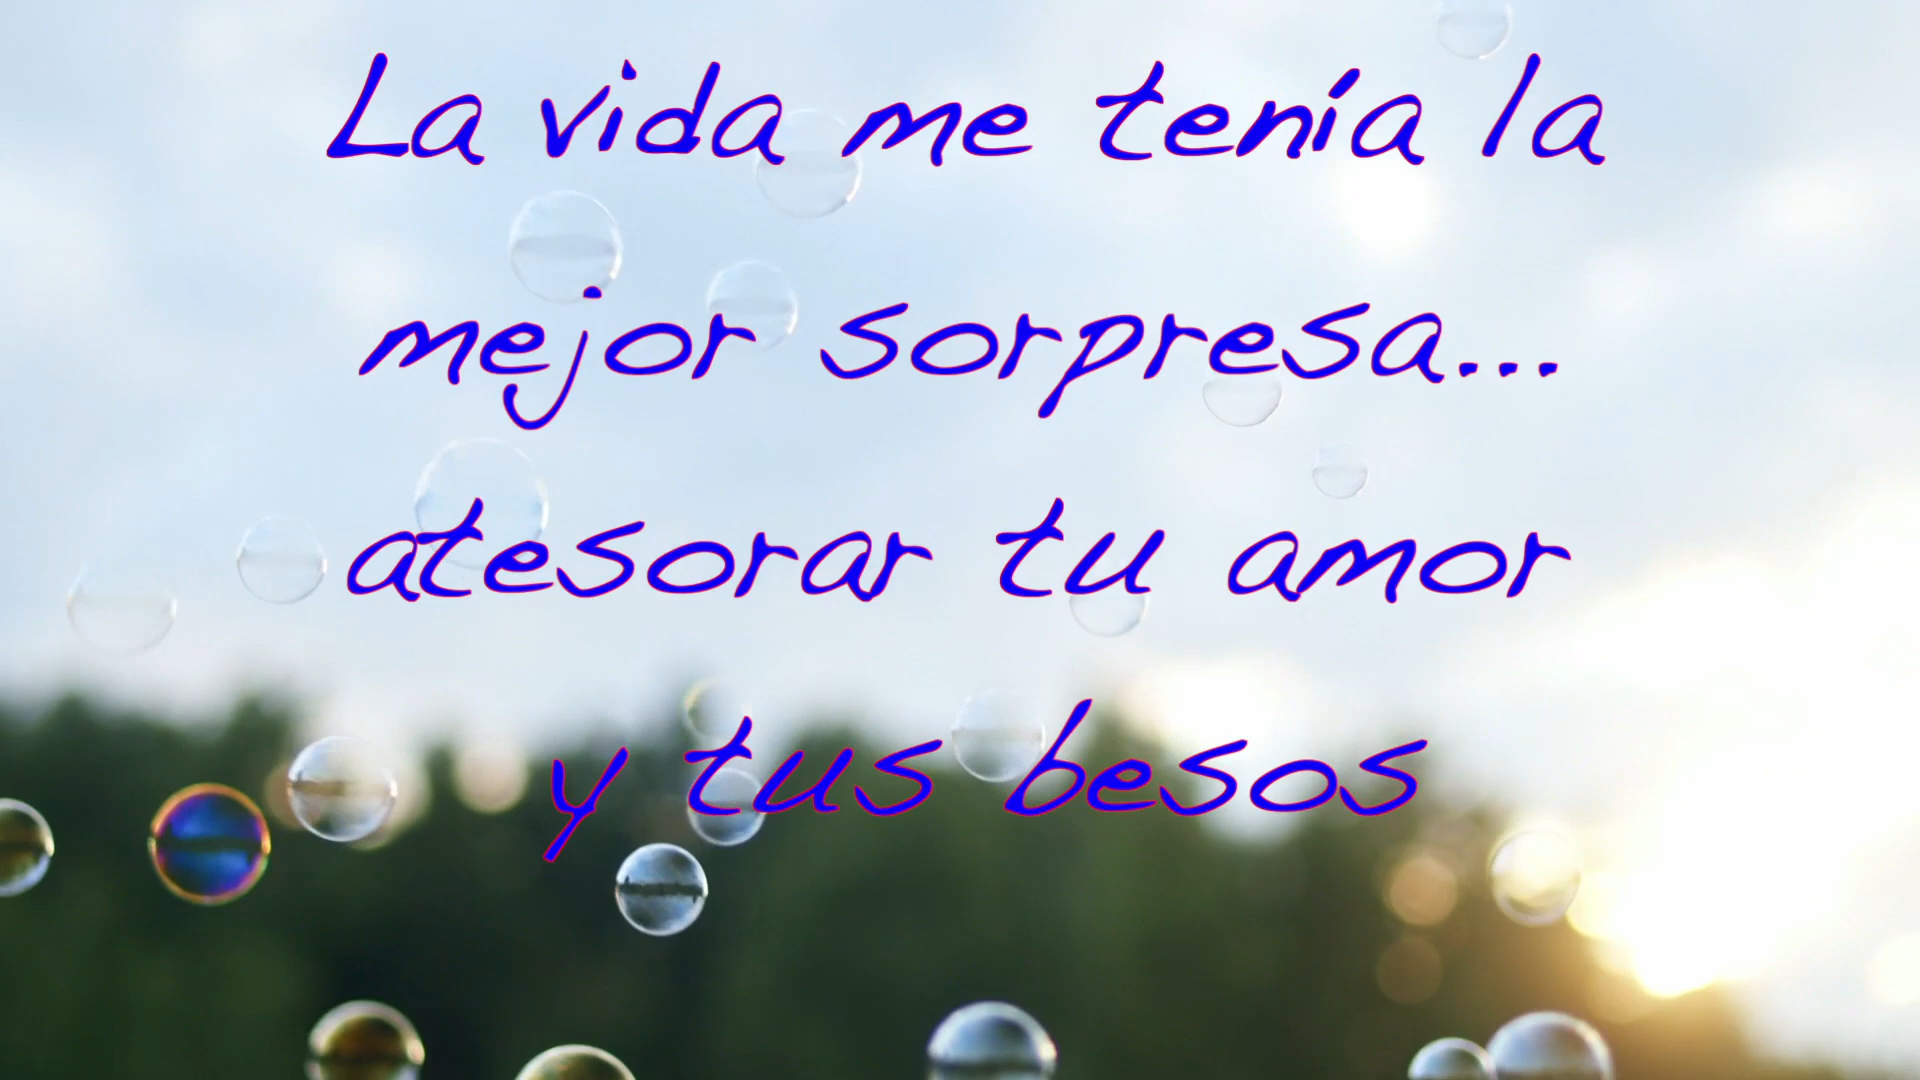 La vida me tenía la
mejor sorpresa...
atesorar tu amor
y tus besos